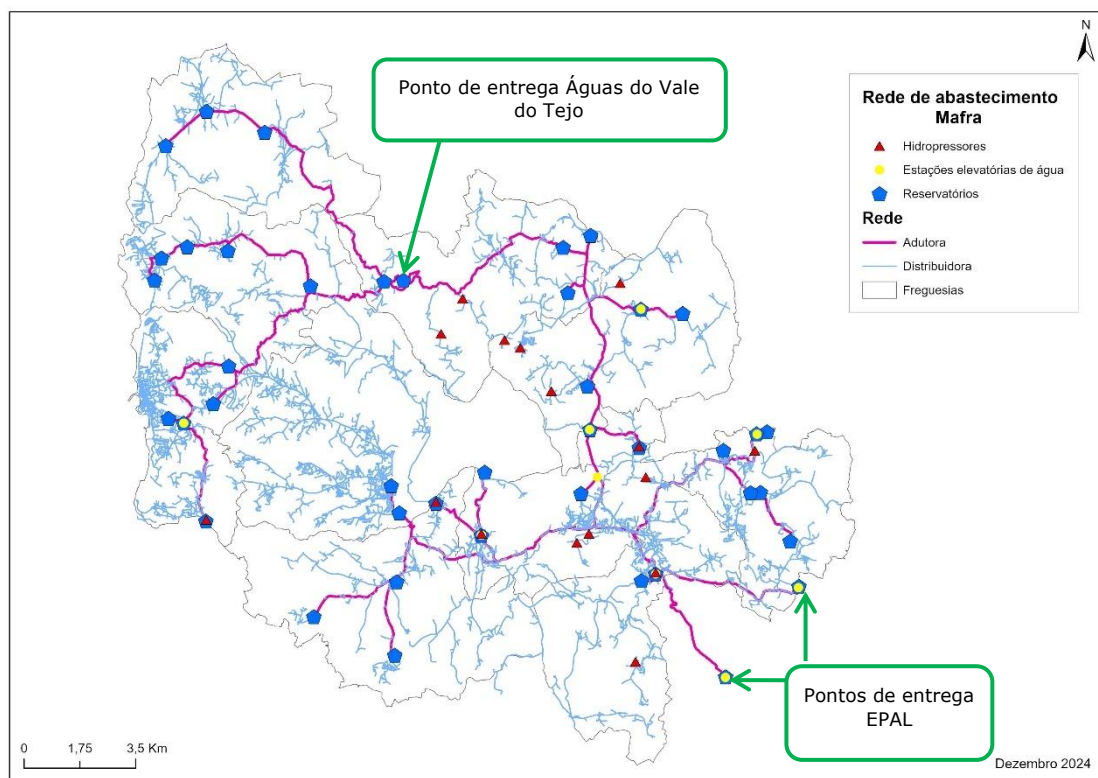 N
Ponto de entrega Águas do Vale
do Tejo
Rede de abastecimento
Mafra
Hidropressores
Estações elevatórias de água
Reservatórios
Rede
Adutora
Distribuidora
Freguesias
Pontos de entrega
EPAL
0 1,75 3,5 Km
Dezembro 2024